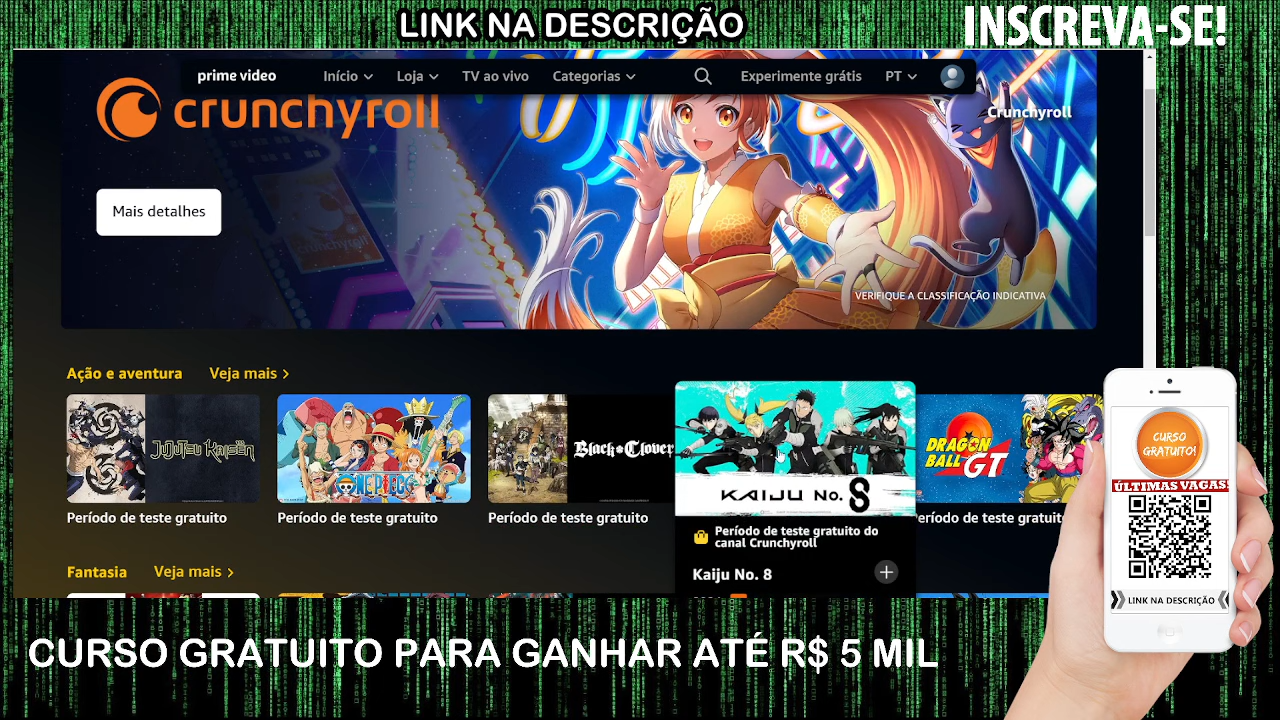 LINK NA DESCRIÇÃO
INSCREVA-SE!
prime video
Início
Loja
TV ao vivo
Categorias
Experimente grátis
PT
crunchyroll
Crunchyroll
Mais detalhes
crunchyroll
VERIFIQUE A CLASSIFICAÇÃO INDICATIVA
Ação e aventura
Veja mais
JUJUTSU KAISEN
ONE PIECE
Black Clover
KAIJU No. 8
DRAGON BALL GT
Período de teste gratuito
Período de teste gratuito
Período de teste gratuito
Período de teste gratuito do
canal Crunchyroll
eríodo de teste gratuito
Kaiju No. 8
Fantasia
Veja mais
CURSO
GRATUITO!
ÚLTIMAS VAGAS!
LINK NA DESCRIÇÃO
CURSO GRATUITO PARA GANHAR ATÉ R$ 5 MIL